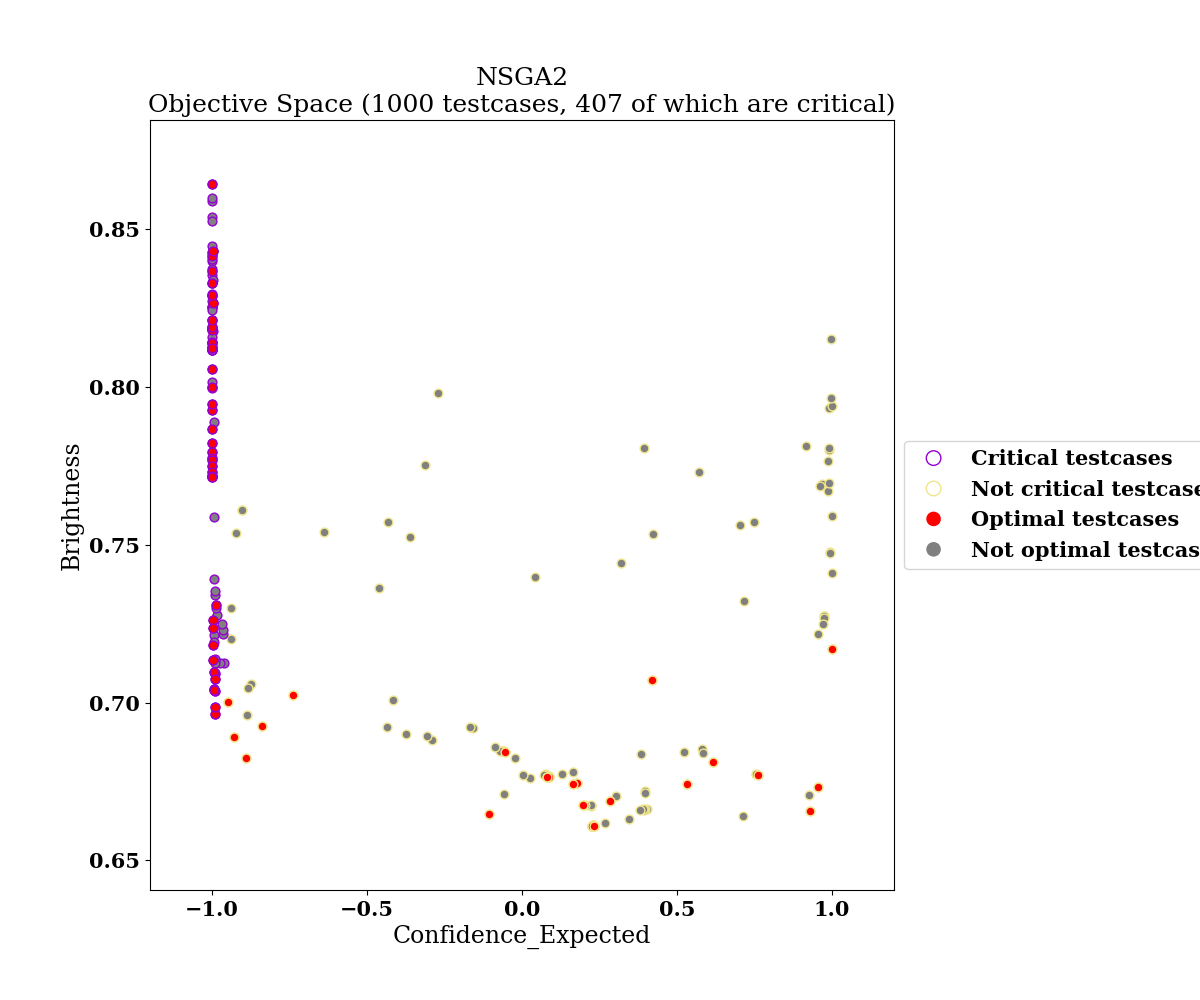 NSGA2
Objective Space (1000 testcases, 407 of which are critical)
0.85
0.80
0.75
0.70
0.65
Brightness
−1.0
−0.5
0.0
0.5
1.0
Confidence_Expected
Critical testcases
Not critical testcase
Optimal testcases
Not optimal testcas